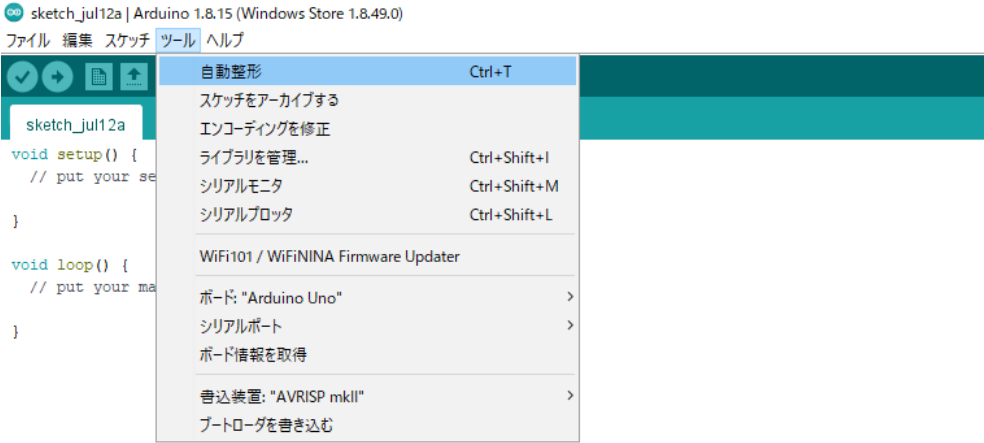 sketch_jul12a | Arduino 1.8.15 (Windows Store 1.8.49.0)
ファイル 編集 スケッチ ツール ヘルプ
自動整形 Ctrl+T
スケッチをアーカイブする
エンコーディングを修正
ライブラリを管理... Ctrl+Shift+I
シリアルモニタ Ctrl+Shift+M
シリアルプロッタ Ctrl+Shift+L
WiFi101 / WiFiNINA Firmware Updater
ボード: "Arduino Uno"
シリアルポート
ボード情報を取得
書込装置: "AVRISP mkII"
ブートローダを書き込む
sketch_jul12a
void setup() {
// put your se
}
void loop() {
// put your ma
}